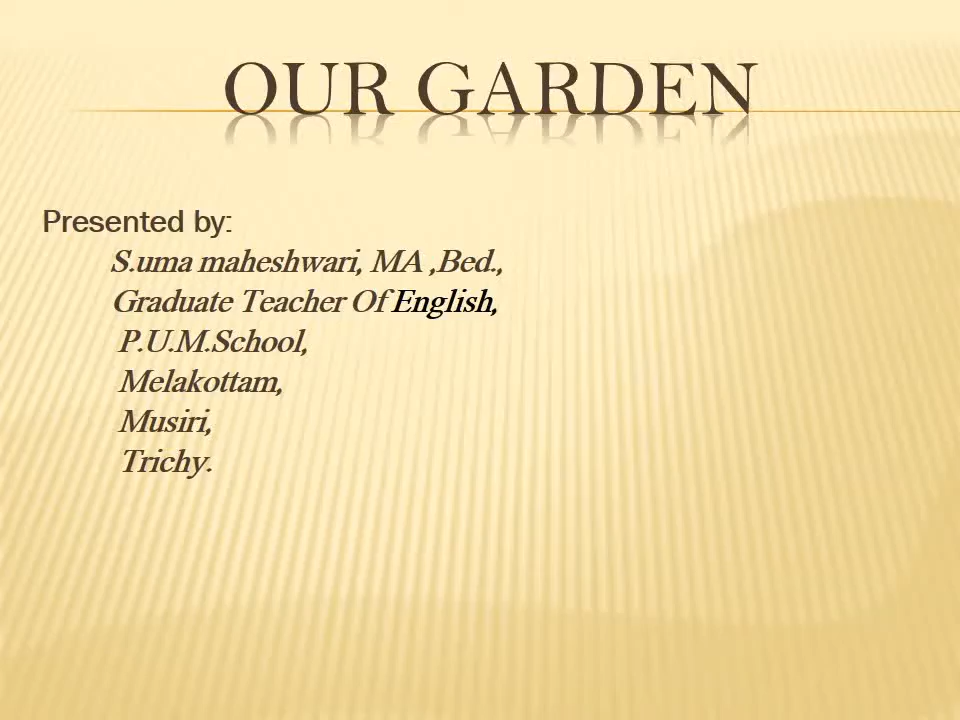 OUR GARDEN
Presented by:
S.uma maheshwari, MA ,Bed.,
Graduate Teacher Of English,
P.U.M.School,
Melakottam,
Musiri,
Trichy.